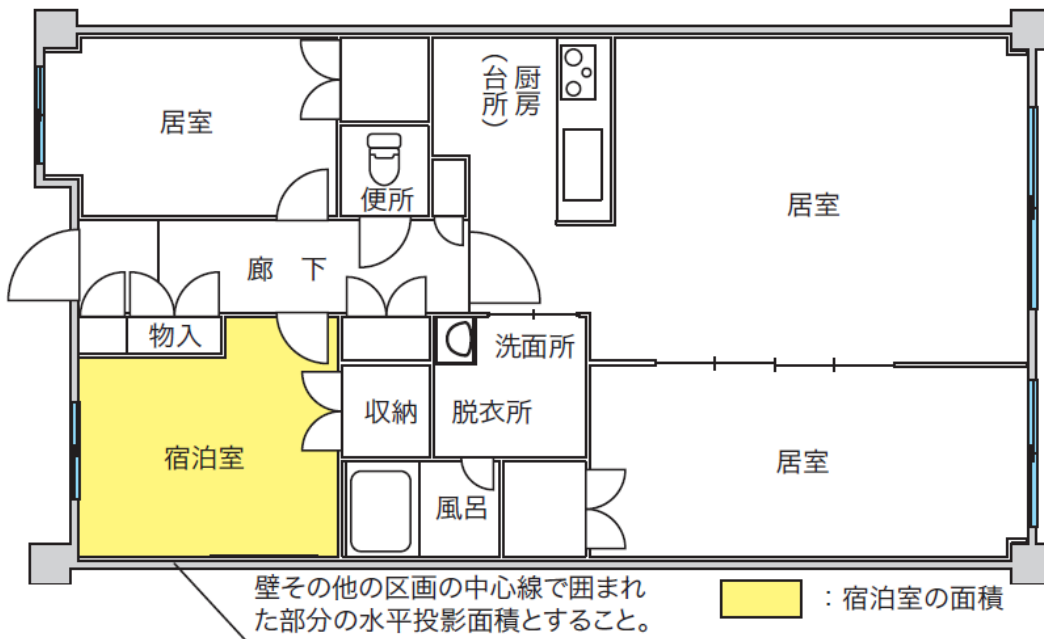 居室
厨房
(台所)
居室
便所
廊 下
物入
洗面所
収納
脱衣所
宿泊室
居室
風呂
壁その他の区画の中心線で囲まれ
た部分の水平投影面積とすること。
:宿泊室の面積